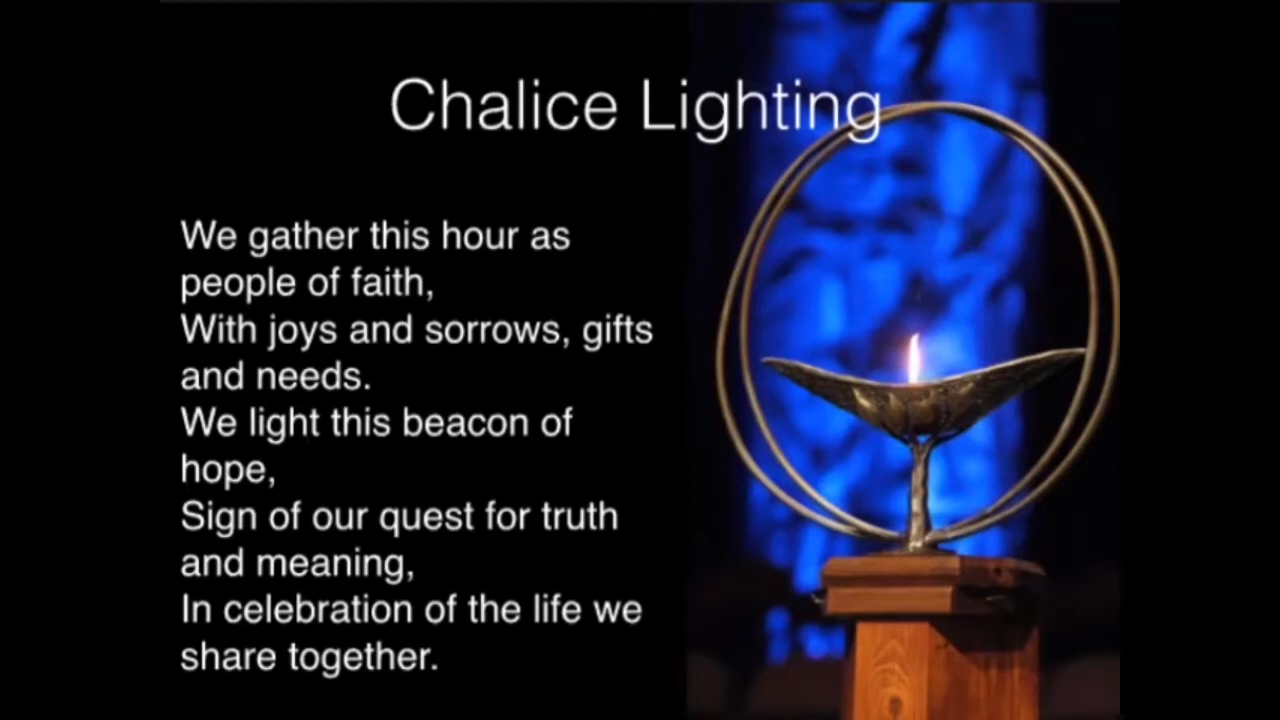 Chalice Lighting
We gather this hour as
people of faith,
With joys and sorrows, gifts
and needs.
We light this beacon of
hope,
Sign of our quest for truth
and meaning,
In celebration of the life we
share together.